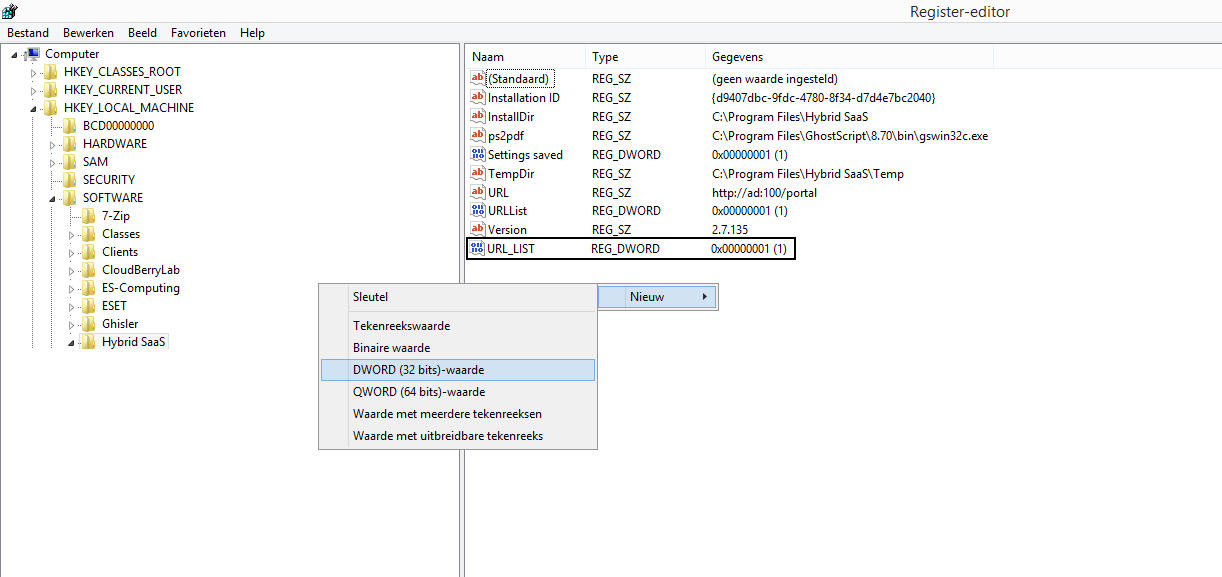 Register-editor
Bestand Bewerken Beeld Favorieten Help
Computer
HKEY_CLASSES_ROOT
HKEY_CURRENT_USER
HKEY_LOCAL_MACHINE
BCD00000000
HARDWARE
SAM
SECURITY
SOFTWARE
7-Zip
Classes
Clients
CloudBerryLab
ES-Computing
ESET
Ghisler
Hybrid SaaS
Naam Type Gegevens
(Standaard) REG_SZ (geen waarde ingesteld)
Installation ID REG_SZ {d9407dbc-9fdc-4780-8f34-d7d4e7bc2040}
InstallDir REG_SZ C:\Program Files\Hybrid SaaS
ps2pdf REG_SZ C:\Program Files\GhostScript\8.70\bin\gswin32c.exe
Settings saved REG_DWORD 0x00000001 (1)
TempDir REG_SZ C:\Program Files\Hybrid SaaS\Temp
URL REG_SZ http://ad:100/portal
URLList REG_DWORD 0x00000001 (1)
Version REG_SZ 2.7.135
URL_LIST REG_DWORD 0x00000001 (1)
Nieuw
Sleutel
Tekenreekswaarde
Binaire waarde
DWORD (32 bits)-waarde
QWORD (64 bits)-waarde
Waarde met meerdere tekenreeksen
Waarde met uitbreidbare tekenreeks